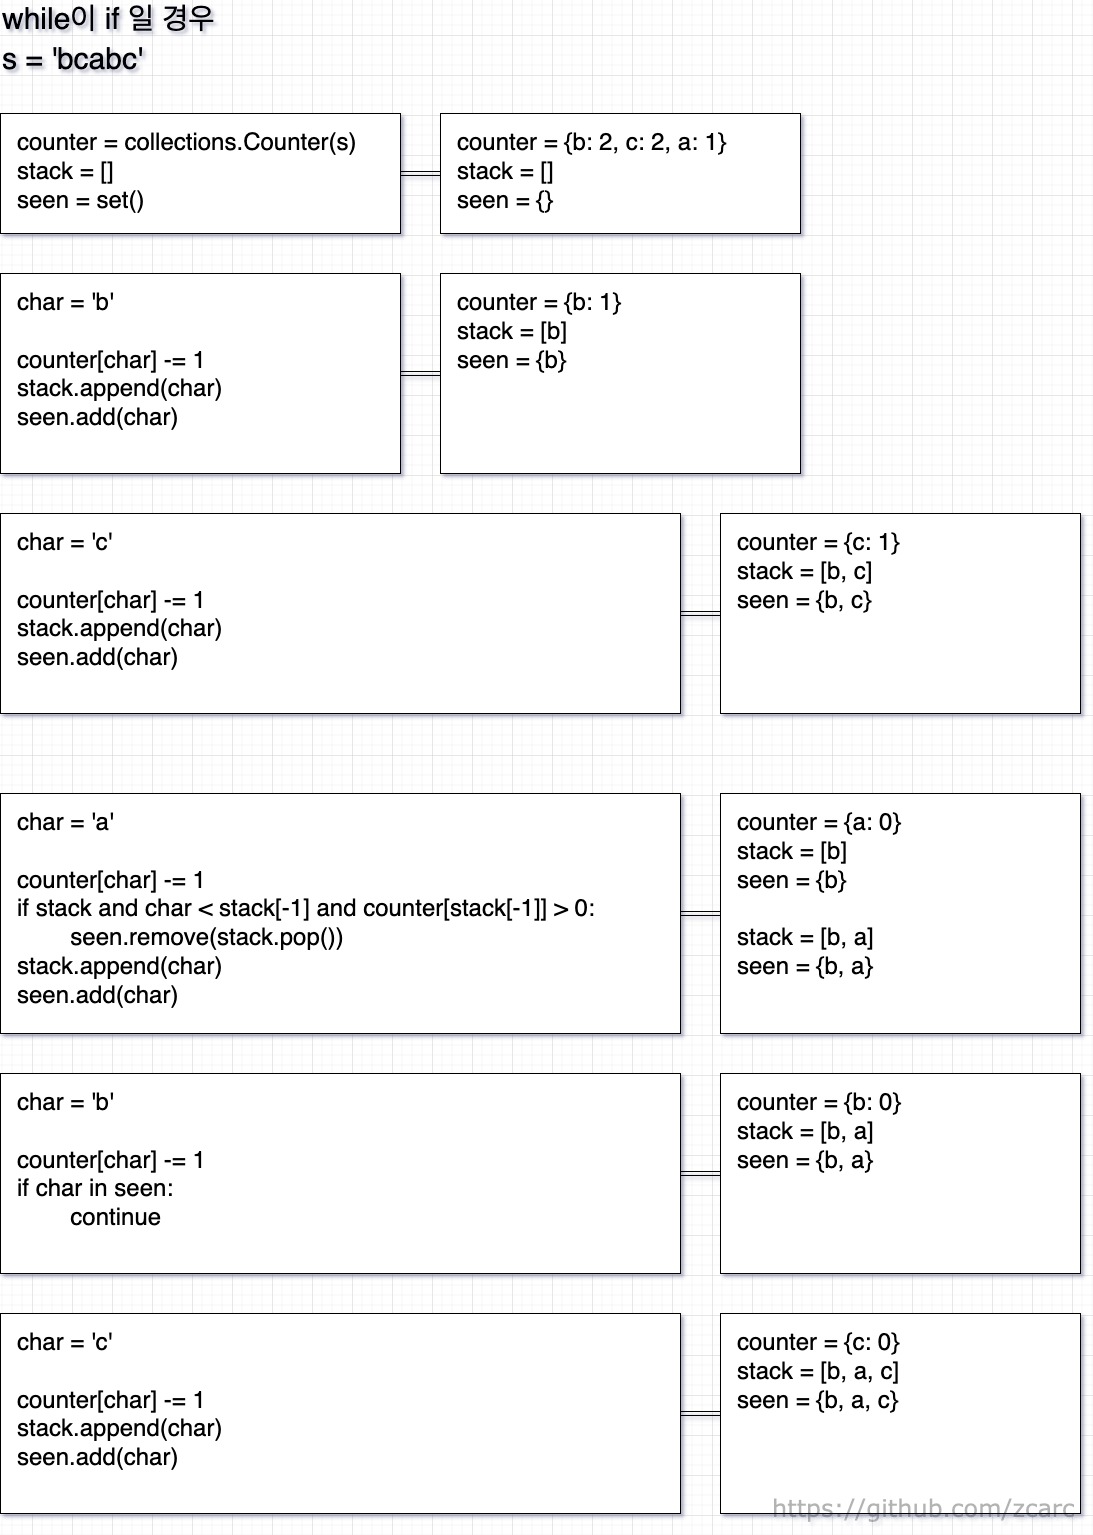 while이 if 일 경우
s = 'bcabc'
counter = collections.Counter(s)
stack = []
seen = set()
counter = {b: 2, c: 2, a: 1}
stack = []
seen = {}
char = 'b'
counter[char] -= 1
stack.append(char)
seen.add(char)
counter = {b: 1}
stack = [b]
seen = {b}
char = 'c'
counter[char] -= 1
stack.append(char)
seen.add(char)
counter = {c: 1}
stack = [b, c]
seen = {b, c}
char = 'a'
counter[char] -= 1
if stack and char < stack[-1] and counter[stack[-1]] > 0:
seen.remove(stack.pop())
stack.append(char)
seen.add(char)
counter = {a: 0}
stack = [b]
seen = {b}
stack = [b, a]
seen = {b, a}
char = 'b'
counter[char] -= 1
if char in seen:
continue
counter = {b: 0}
stack = [b, a]
seen = {b, a}
char = 'c'
counter[char] -= 1
stack.append(char)
seen.add(char)
counter = {c: 0}
stack = [b, a, c]
seen = {b, a, c}
https://github.com/zcarc